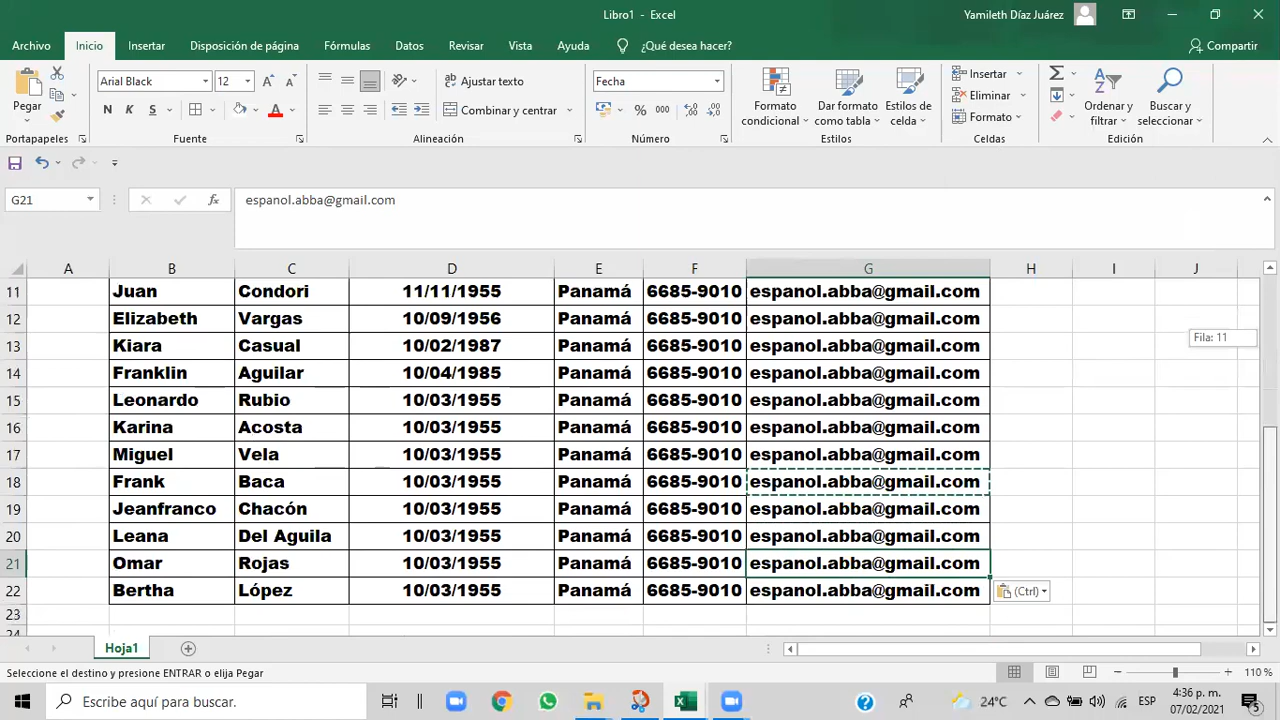 Libro1 - Excel
Yamileth Díaz Juárez
Archivo Inicio Insertar Disposición de página Fórmulas Datos Revisar Vista Ayuda ¿Qué desea hacer? Compartir
Pegar
Portapapeles
Arial Black 12
N K S
Fuente
Ajustar texto
Combinar y centrar
Alineación
Fecha
% 000
Número
Formato condicional
Dar formato como tabla
Estilos de celda
Estilos
Insertar
Eliminar
Formato
Celdas
Ordenar y filtrar
Buscar y seleccionar
Edición
G21 fx espanol.abba@gmail.com
A B C D E F G H I J
11 Juan Condori 11/11/1955 Panamá 6685-9010 espanol.abba@gmail.com
12 Elizabeth Vargas 10/09/1956 Panamá 6685-9010 espanol.abba@gmail.com
Fila: 11
13 Kiara Casual 10/02/1987 Panamá 6685-9010 espanol.abba@gmail.com
14 Franklin Aguilar 10/04/1985 Panamá 6685-9010 espanol.abba@gmail.com
15 Leonardo Rubio 10/03/1955 Panamá 6685-9010 espanol.abba@gmail.com
16 Karina Acosta 10/03/1955 Panamá 6685-9010 espanol.abba@gmail.com
17 Miguel Vela 10/03/1955 Panamá 6685-9010 espanol.abba@gmail.com
18 Frank Baca 10/03/1955 Panamá 6685-9010 espanol.abba@gmail.com
19 Jeanfranco Chacón 10/03/1955 Panamá 6685-9010 espanol.abba@gmail.com
20 Leana Del Aguila 10/03/1955 Panamá 6685-9010 espanol.abba@gmail.com
21 Omar Rojas 10/03/1955 Panamá 6685-9010 espanol.abba@gmail.com
22 Bertha López 10/03/1955 Panamá 6685-9010 espanol.abba@gmail.com
(Ctrl)
23
24
Hoja1
Seleccione el destino y presione ENTRAR o elija Pegar
110 %
Escribe aquí para buscar.
24°C
ESP
4:36 p. m.
07/02/2021
5